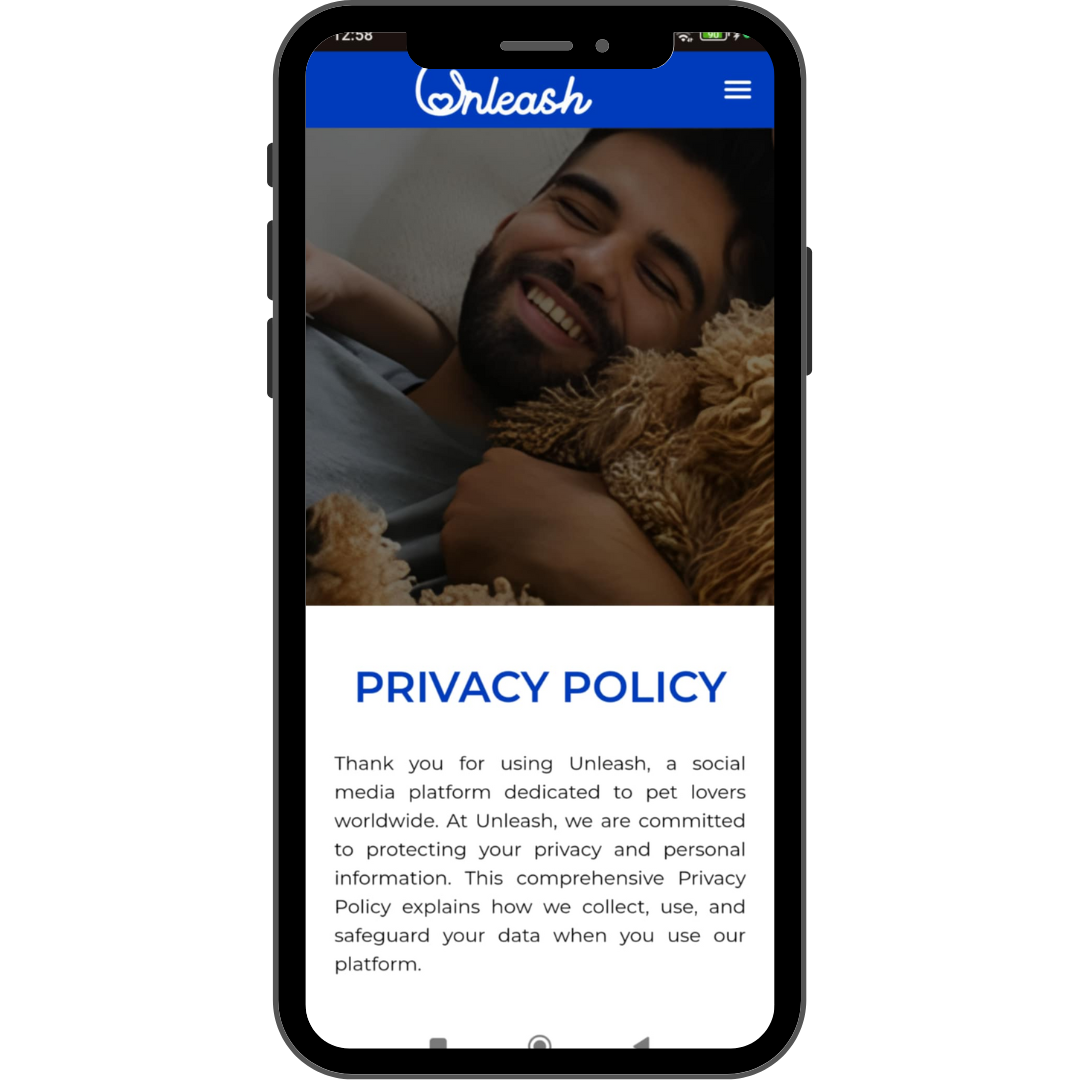 12:58
90
Unleash
PRIVACY POLICY
Thank you for using Unleash, a social
media platform dedicated to pet lovers
worldwide. At Unleash, we are committed
to protecting your privacy and personal
information. This comprehensive Privacy
Policy explains how we collect, use, and
safeguard your data when you use our
platform.